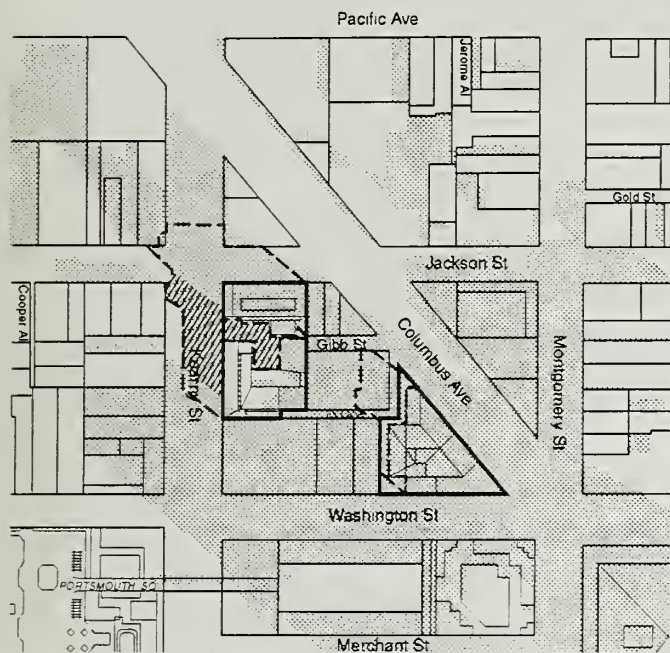 Pacific Ave
Jerome Al
Gold St
Jackson St
Cooper Al
Columbus Ave
Gibb St
Kearny St
Montgomery St
Washington St
PORTSMOUTH SQ
Merchant St